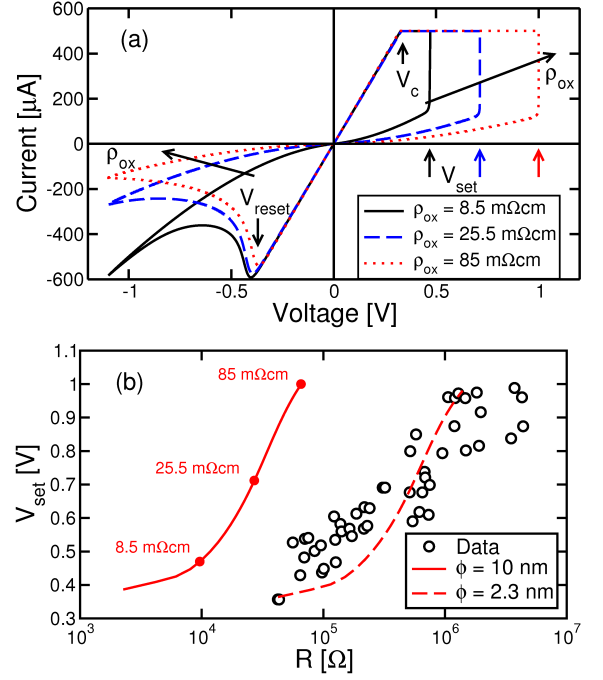 600
400
200
0
-200
-400
-600
Current [μA]
(a)
V_c
ρ_ox
ρ_ox
V_reset
V_set
ρ_ox = 8.5 mΩcm
ρ_ox = 25.5 mΩcm
ρ_ox = 85 mΩcm
-1 -0.5 0 0.5 1
Voltage [V]
1.1
1
0.9
0.8
0.7
0.6
0.5
0.4
0.3
V_set [V]
(b)
85 mΩcm
25.5 mΩcm
8.5 mΩcm
Data
ϕ = 10 nm
ϕ = 2.3 nm
10^3 10^4 10^5 10^6 10^7
R [Ω]